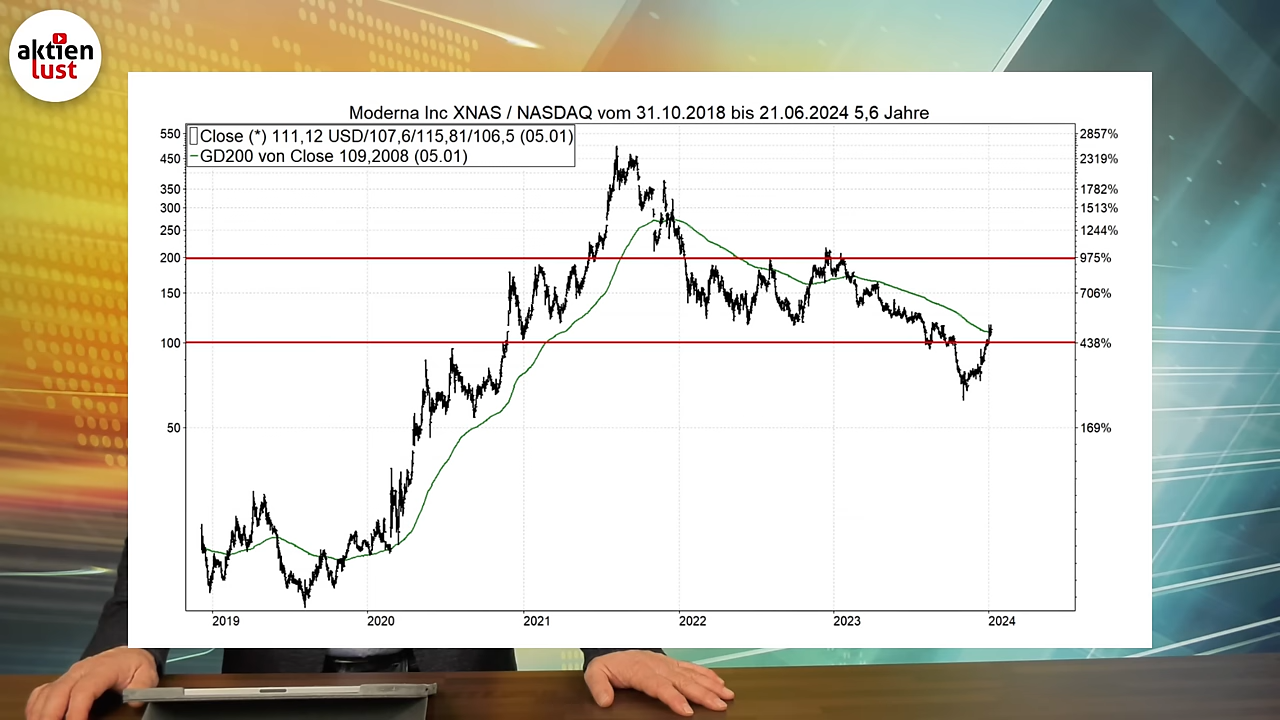 aktien
lust
Moderna Inc XNAS / NASDAQ vom 31.10.2018 bis 21.06.2024 5,6 Jahre
Close (*) 111,12 USD/107,6/115,81/106,5 (05.01)
GD200 von Close 109,2008 (05.01)
550 2857%
450 2319%
350 1782%
300 1513%
250 1244%
200 975%
150 706%
100 438%
50 169%
2019 2020 2021 2022 2023 2024